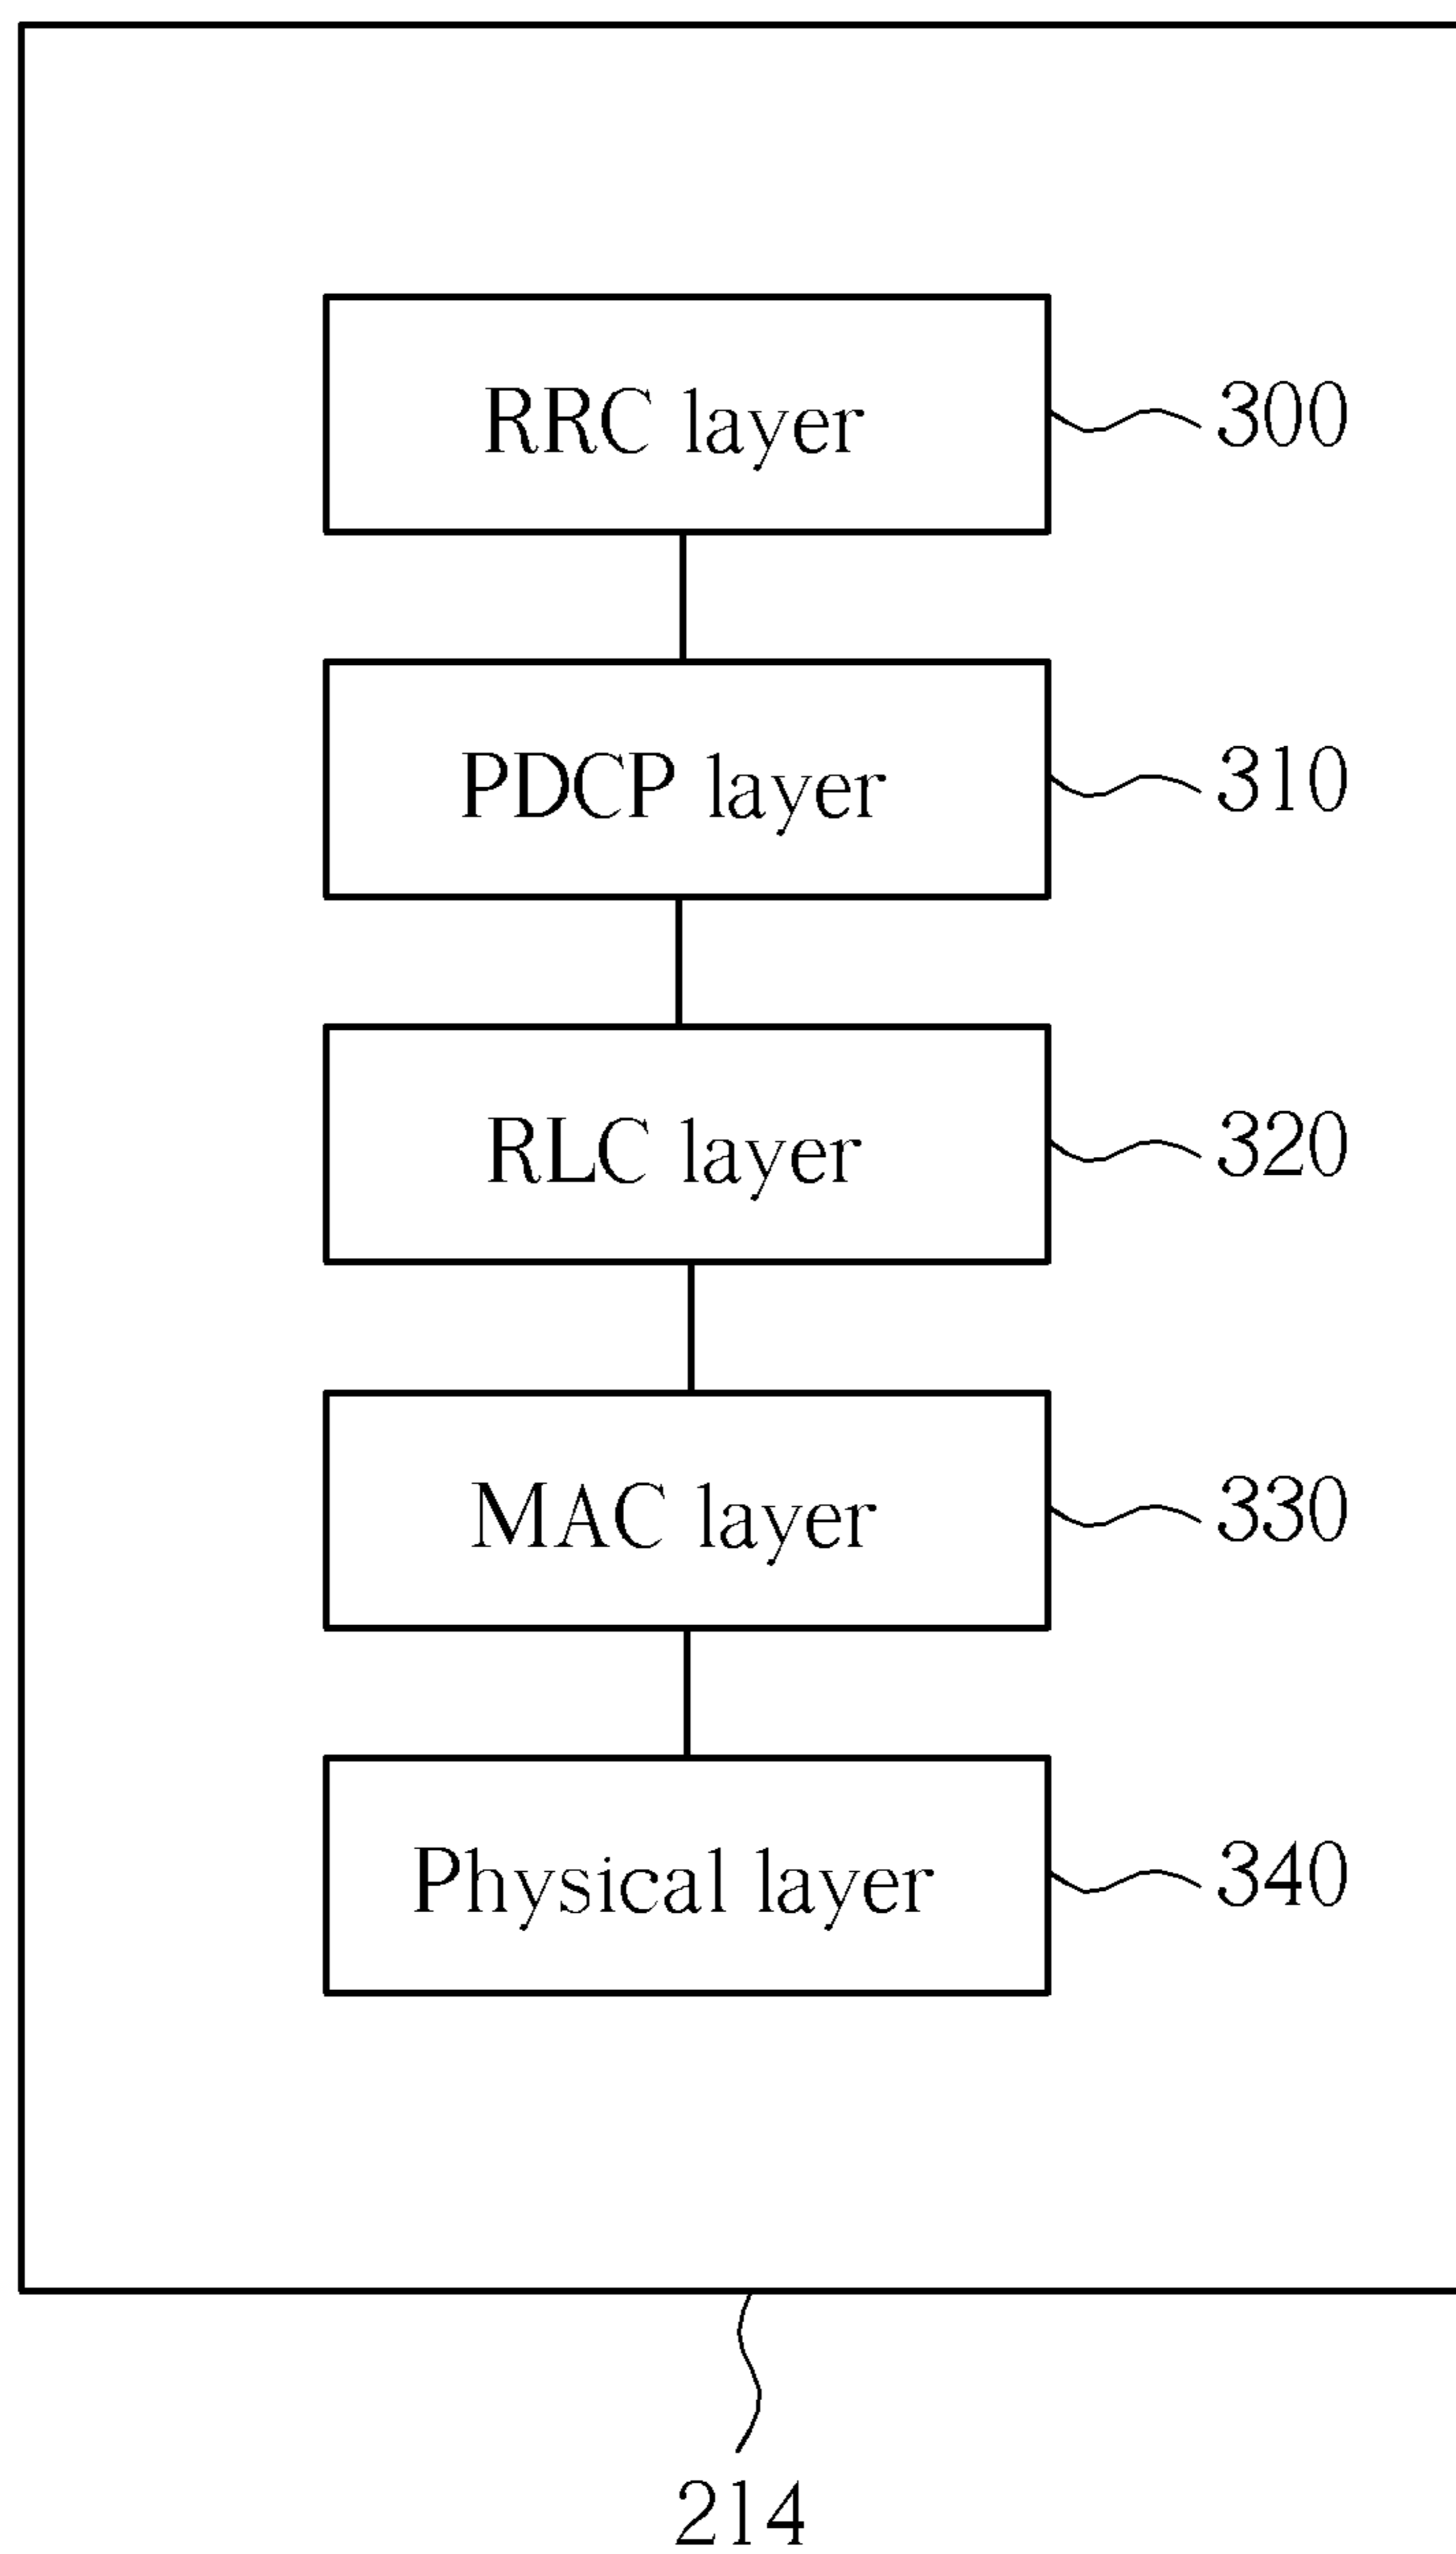 RRC layer 300
PDCP layer 310
RLC layer 320
MAC layer 330
Physical layer 340
214